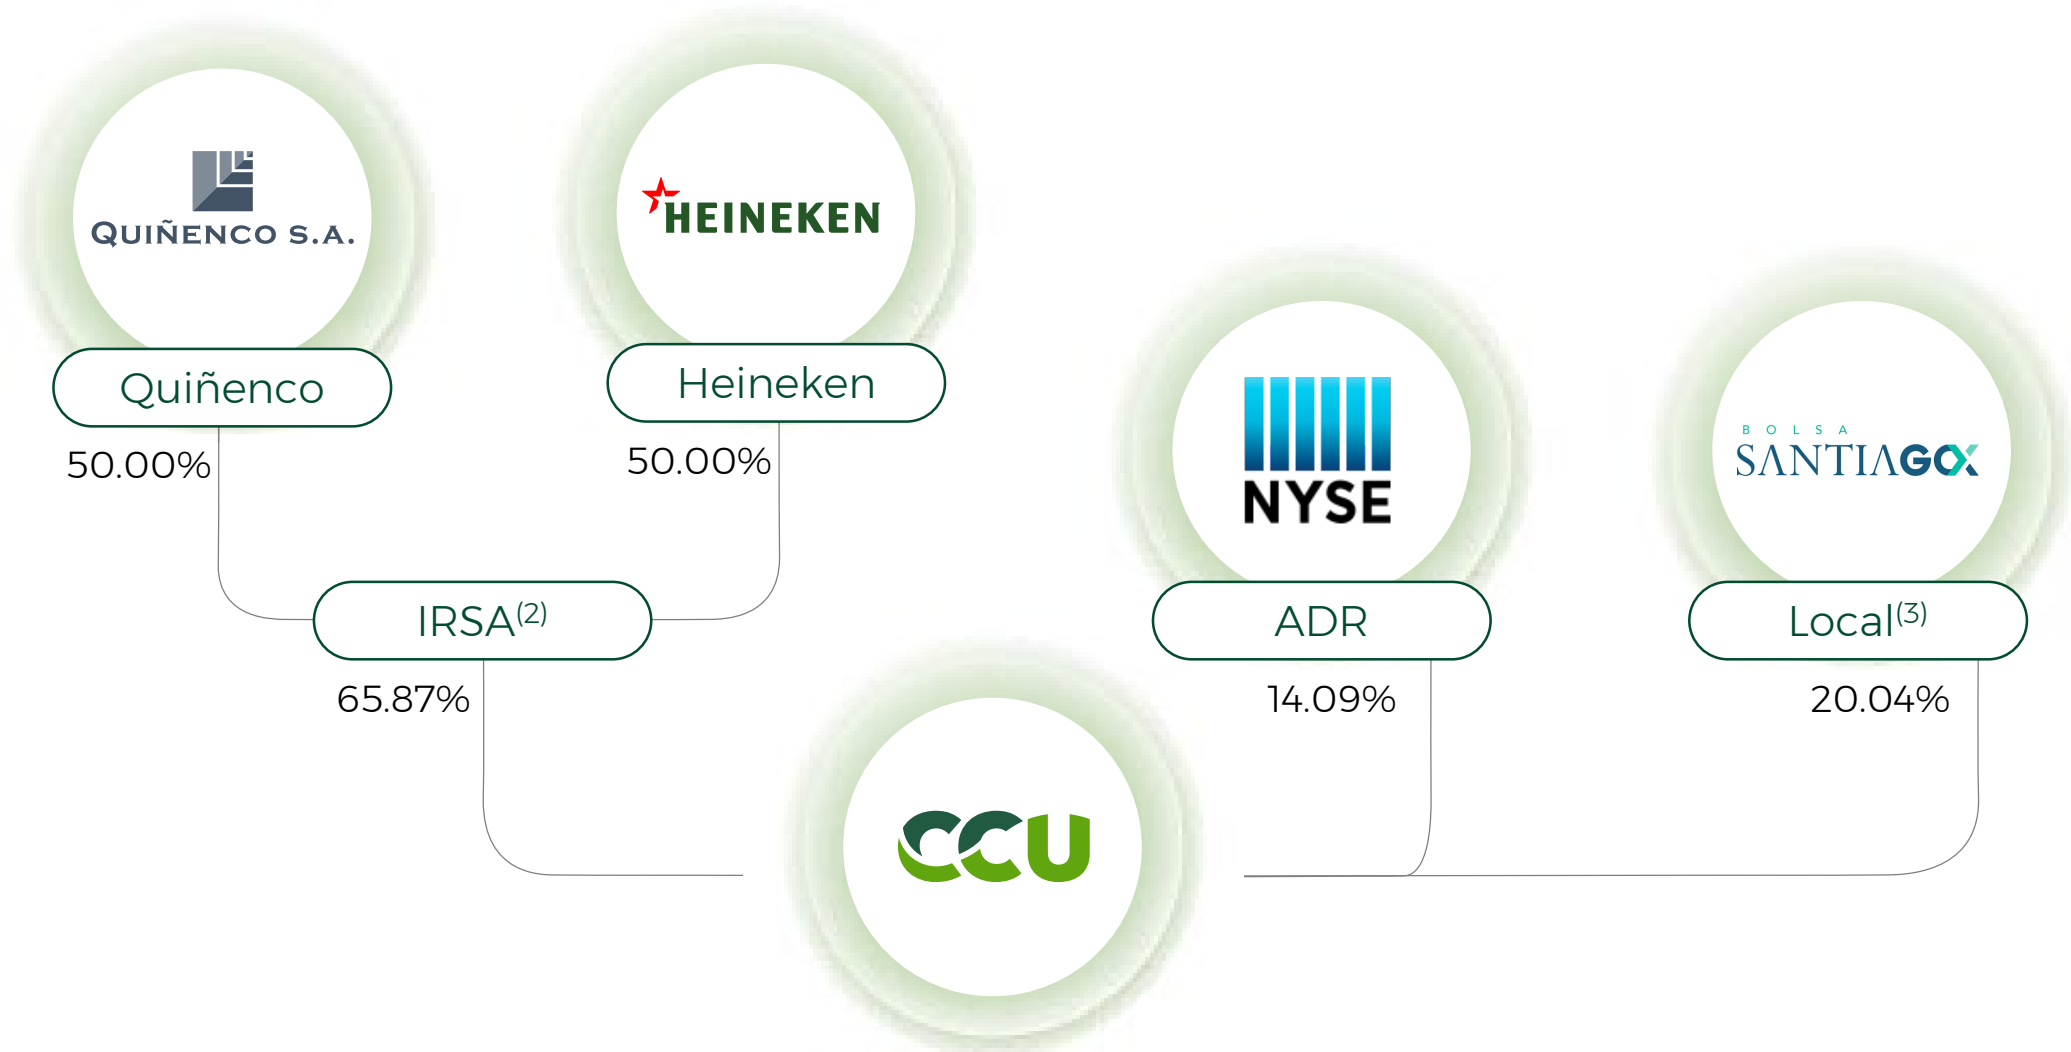 QUIÑENCO S.A.
HEINEKEN
Quiñenco
Heineken
50.00%
50.00%
NYSE
BOLSA
SANTIAGOX
IRSA(2)
ADR
Local(3)
65.87%
14.09%
20.04%
CCU